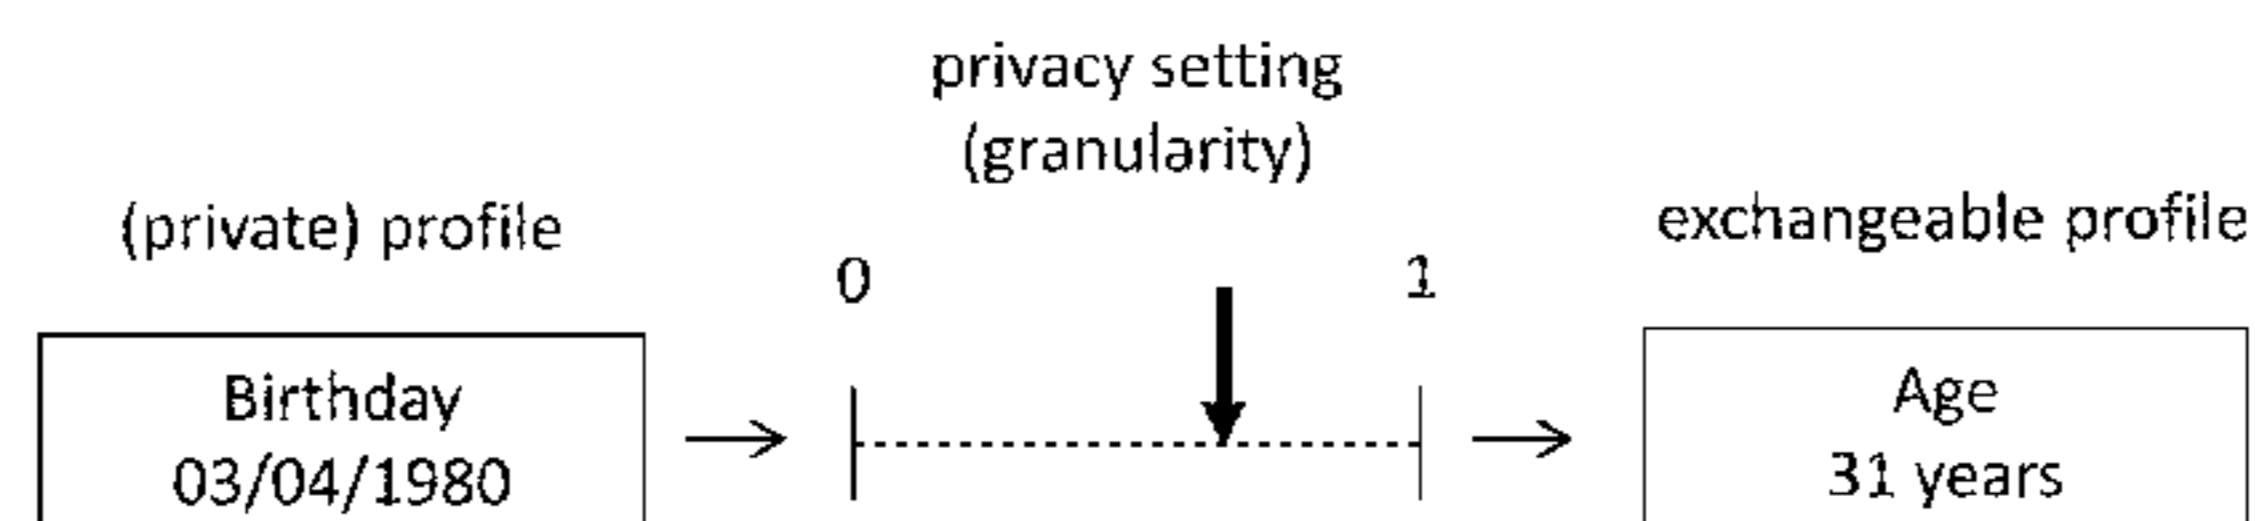 privacy setting
(granularity)
(private) profile
exchangeable profile
0
1
Birthday
03/04/1980
Age
31 years